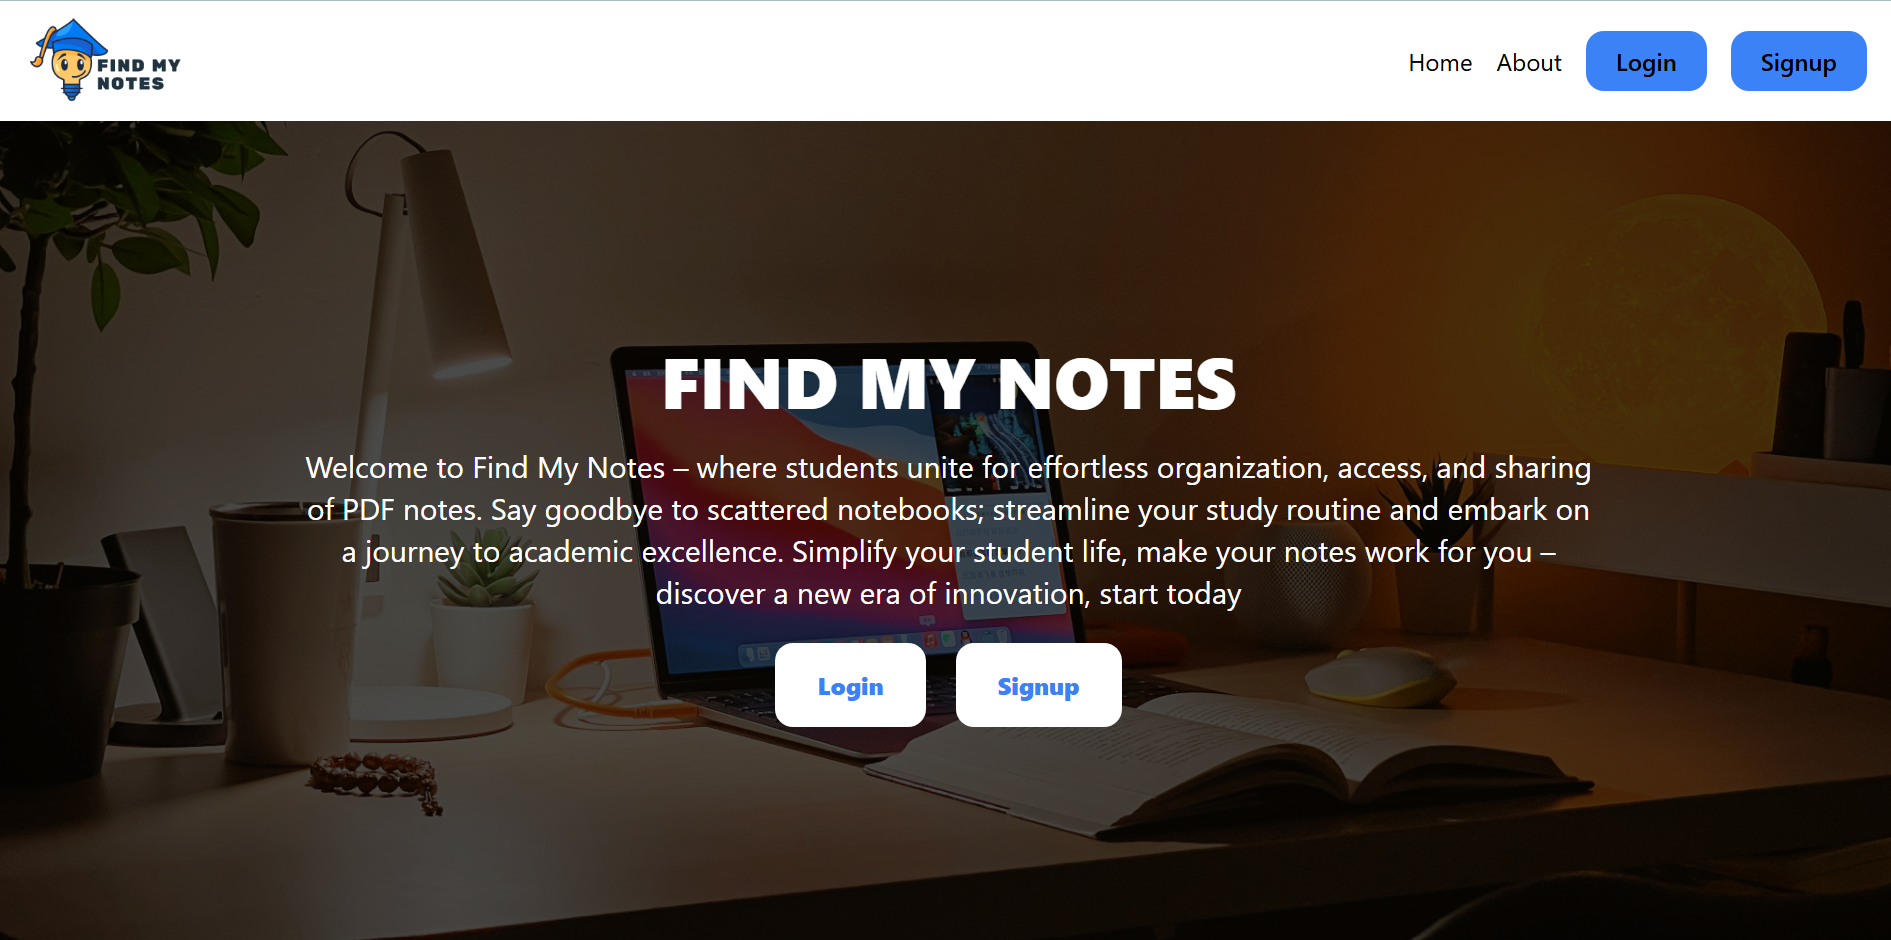 FIND MY
NOTES
Home
About
Login
Signup
FIND MY NOTES
Welcome to Find My Notes – where students unite for effortless organization, access, and sharing
of PDF notes. Say goodbye to scattered notebooks; streamline your study routine and embark on
a journey to academic excellence. Simplify your student life, make your notes work for you –
discover a new era of innovation, start today
Login
Signup